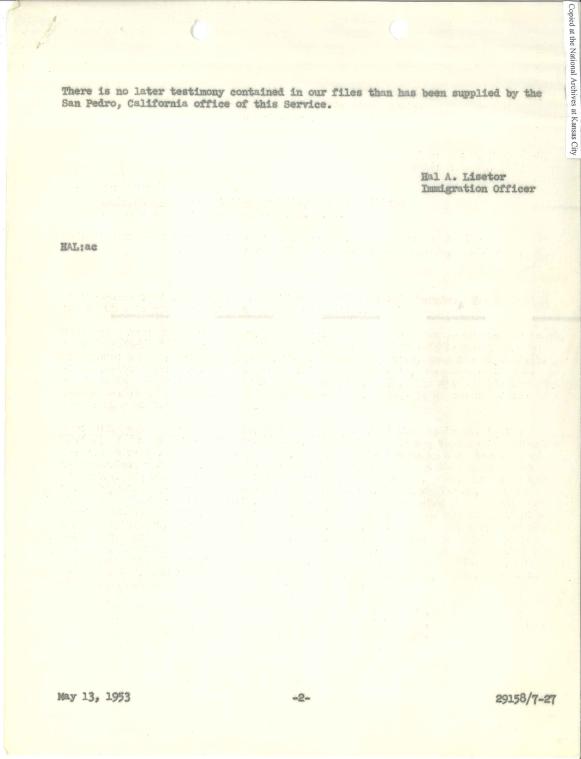 Copied at the National Archives at Kansas City
There is no later testimony contained in our files than has been supplied by the
San Pedro, California office of this Service.
Hal A. Lisetor
Immigration Officer
HAL:ac
May 13, 1953
-2-
29158/7-27